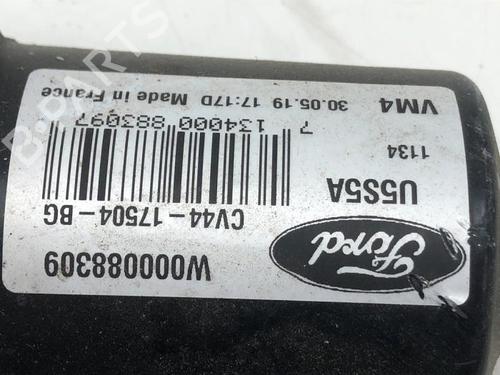 W000088309
Ford
CV44-17504-BG
U5S5A
7 134000 883097
1134
30.05.19 17:17D Made in France
VM4
B-PARTS